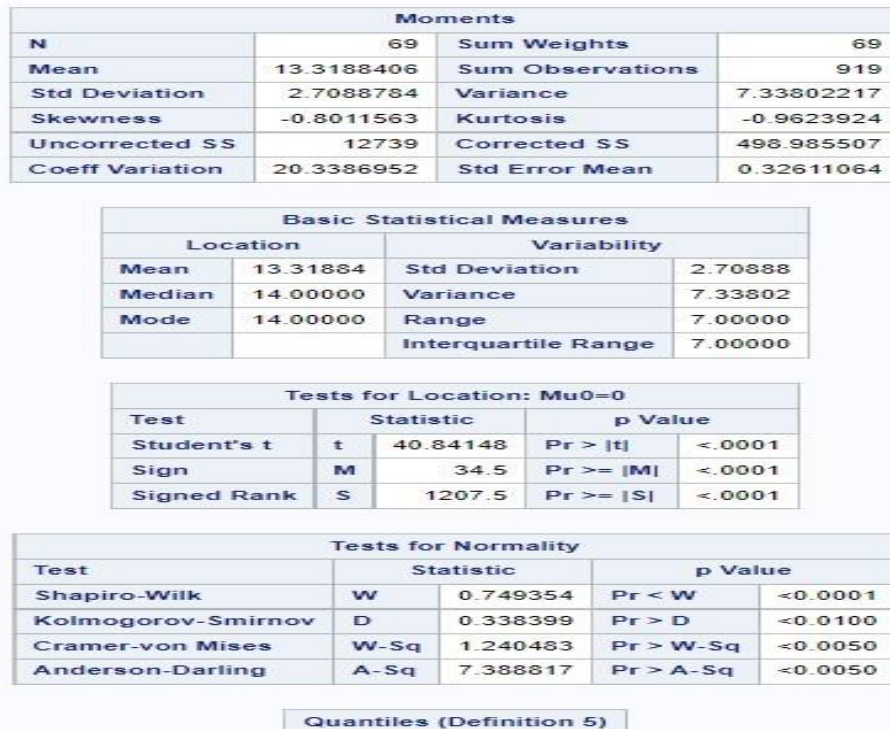 Moments
N 69 Sum Weights 69
Mean 13.3188406 Sum Observations 919
Std Deviation 2.7088784 Variance 7.33802217
Skewness -0.8011563 Kurtosis -0.9623924
Uncorrected SS 12739 Corrected SS 498.985507
Coeff Variation 20.3386952 Std Error Mean 0.32611064
Basic Statistical Measures
Location Variability
Mean 13.31884 Std Deviation 2.70888
Median 14.00000 Variance 7.33802
Mode 14.00000 Range 7.00000
Interquartile Range 7.00000
Tests for Location: Mu0=0
Test Statistic p Value
Student's t t 40.84148 Pr > |t| <.0001
Sign M 34.5 Pr >= |M| <.0001
Signed Rank S 1207.5 Pr >= |S| <.0001
Tests for Normality
Test Statistic p Value
Shapiro-Wilk W 0.749354 Pr < W <0.0001
Kolmogorov-Smirnov D 0.338399 Pr > D <0.0100
Cramer-von Mises W-Sq 1.240483 Pr > W-Sq <0.0050
Anderson-Darling A-Sq 7.388817 Pr > A-Sq <0.0050
Quantiles (Definition 5)